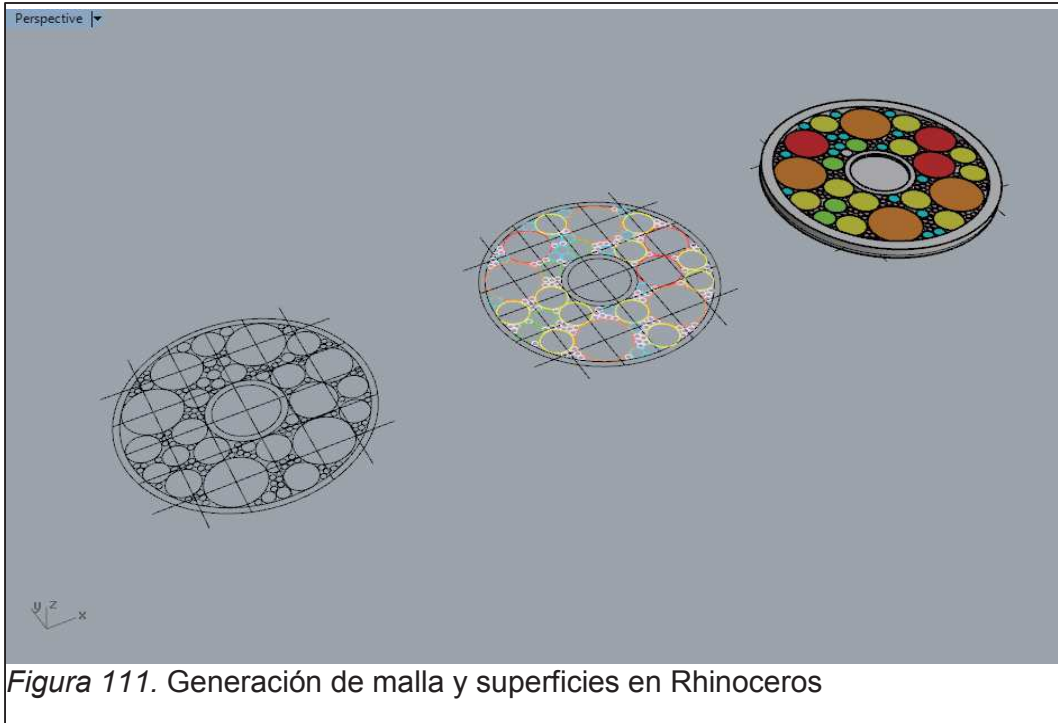 Perspective
y z x
Figura 111. Generación de malla y superficies en Rhinoceros